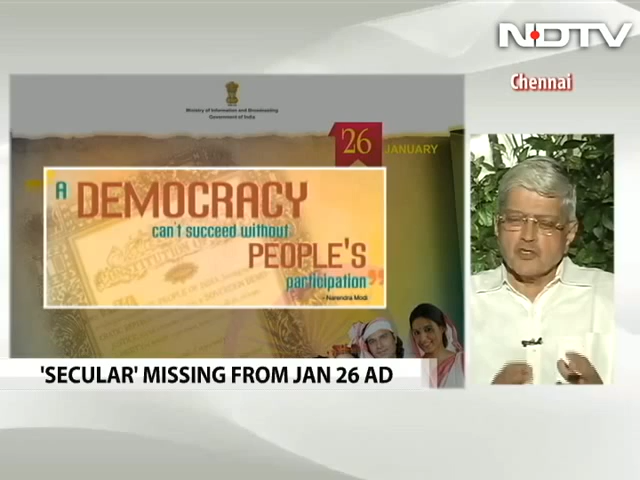 NDTV
Chennai
Ministry of Information and Broadcasting
Government of India
'26
JANUARY
A DEMOCRACY
can't succeed without
PEOPLE'S
participation"
- Narendra Modi
'SECULAR' MISSING FROM JAN 26 AD